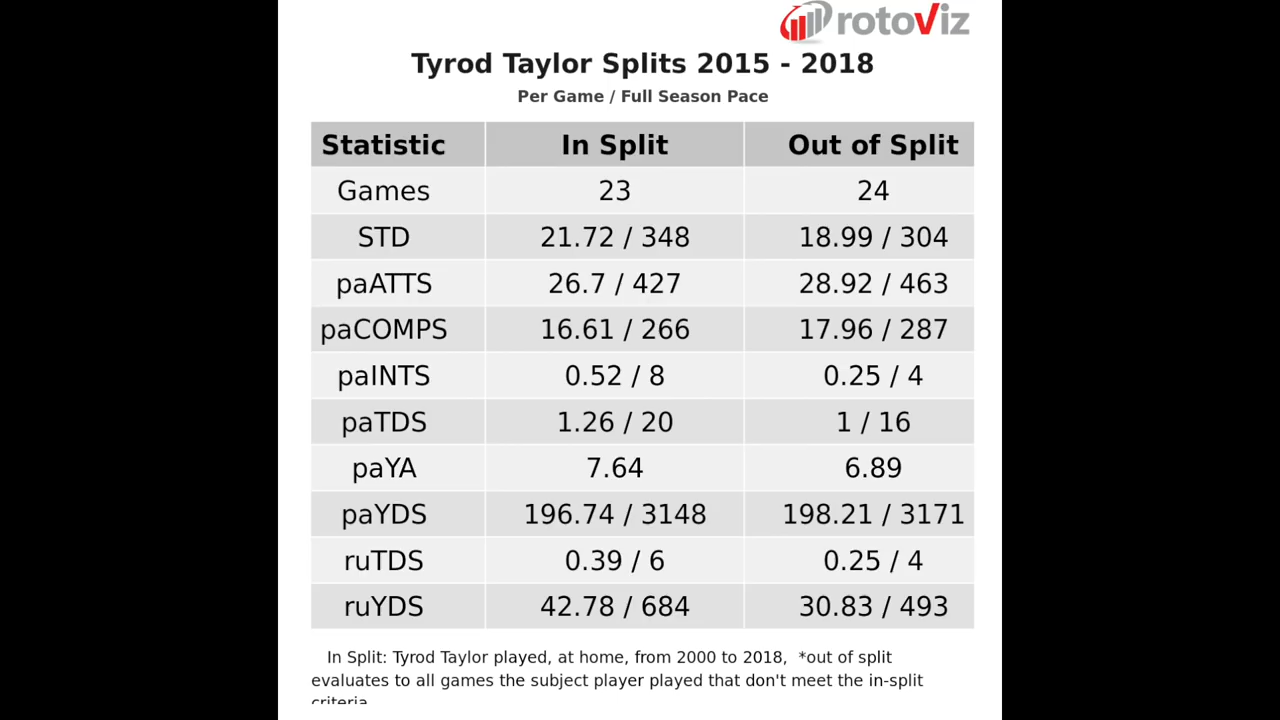 rotoViz
Tyrod Taylor Splits 2015 - 2018
Per Game / Full Season Pace
Statistic In Split Out of Split
Games 23 24
STD 21.72 / 348 18.99 / 304
paATTS 26.7 / 427 28.92 / 463
paCOMPS 16.61 / 266 17.96 / 287
paINTS 0.52 / 8 0.25 / 4
paTDS 1.26 / 20 1 / 16
paYA 7.64 6.89
paYDS 196.74 / 3148 198.21 / 3171
ruTDS 0.39 / 6 0.25 / 4
ruYDS 42.78 / 684 30.83 / 493
In Split: Tyrod Taylor played, at home, from 2000 to 2018, *out of split
evaluates to all games the subject player played that don't meet the in-split
criteria